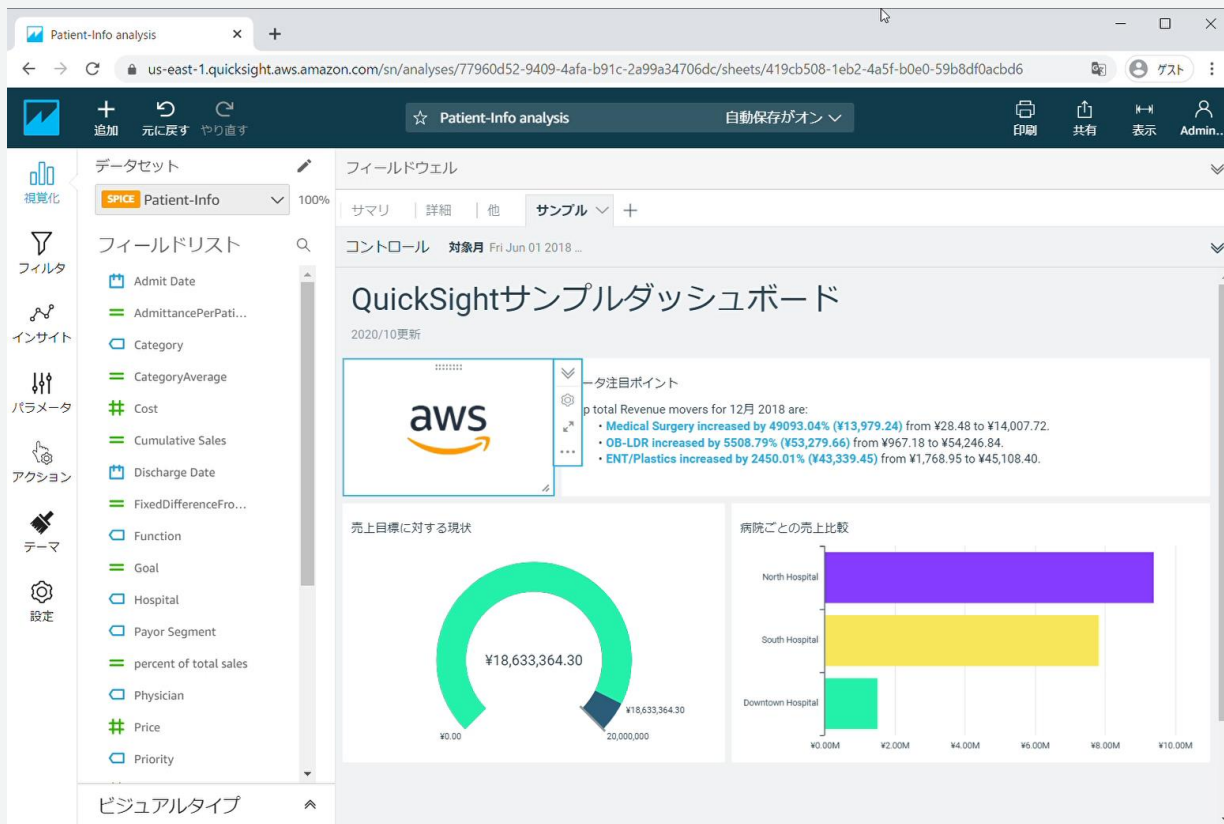 Patient-Info analysis
us-east-1.quicksight.aws.amazon.com/sn/analyses/77960d52-9409-4afa-b91c-2a99a34706dc/sheets/419cb508-1eb2-4a5f-b0e0-59b8df0acbd6
ゲスト
追加 元に戻す やり直す
Patient-Info analysis
自動保存がオン
印刷 共有 表示 Admin...
視覚化
フィルタ
インサイト
パラメータ
アクション
テーマ
設定
データセット
SPICE Patient-Info 100%
フィールドリスト
Admit Date
AdmittancePerPati...
Category
CategoryAverage
Cost
Cumulative Sales
Discharge Date
FixedDifferenceFro...
Function
Goal
Hospital
Payor Segment
percent of total sales
Physician
Price
Priority
ビジュアルタイプ
フィールドウェル
サマリ 詳細 他 サンプル
コントロール 対象月 Fri Jun 01 2018 ...
QuickSightサンプルダッシュボード
2020/10更新
aws
ータ注目ポイント
p total Revenue movers for 12月 2018 are:
• Medical Surgery increased by 49093.04% (¥13,979.24) from ¥28.48 to ¥14,007.72.
• OB-LDR increased by 5508.79% (¥53,279.66) from ¥967.18 to ¥54,246.84.
• ENT/Plastics increased by 2450.01% (¥43,339.45) from ¥1,768.95 to ¥45,108.40.
売上目標に対する現状
¥18,633,364.30
¥18,633,364.30
¥0.00
20,000,000
病院ごとの売上比較
North Hospital
South Hospital
Downtown Hospital
¥0.00M ¥2.00M ¥4.00M ¥6.00M ¥8.00M ¥10.00M